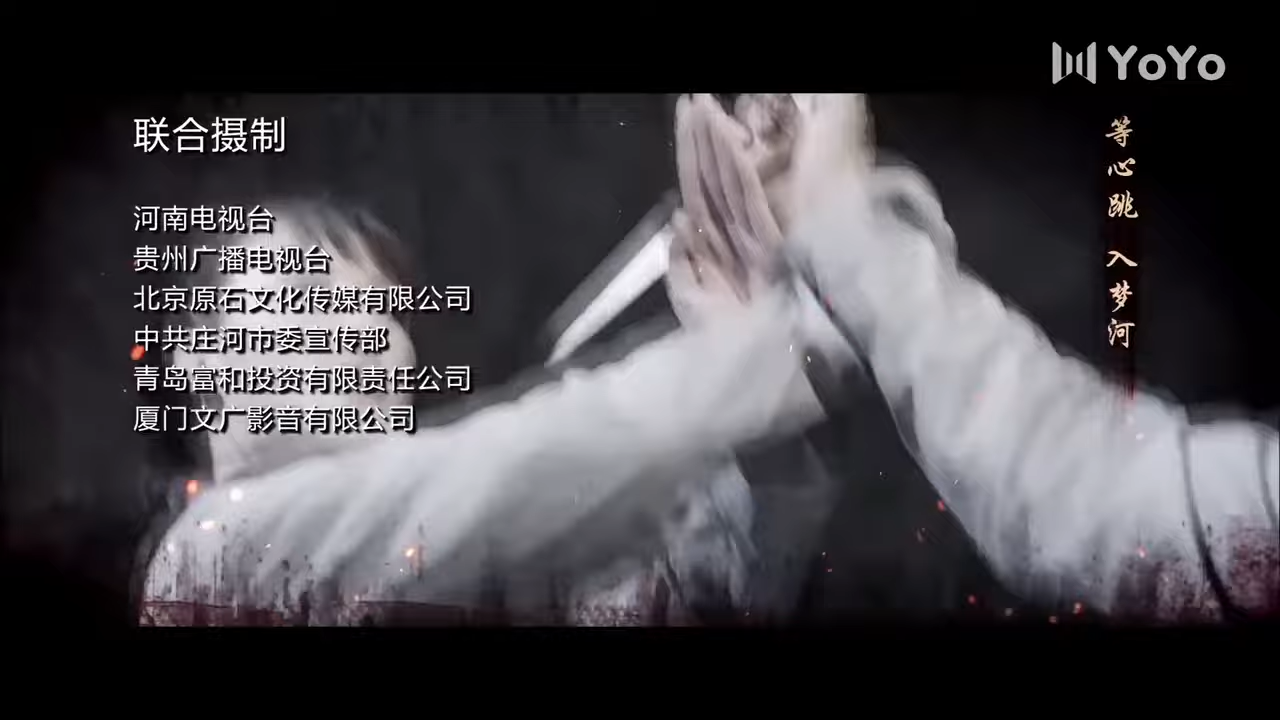 YoYo
联合摄制
河南电视台
贵州广播电视台
北京原石文化传媒有限公司
中共庄河市委宣传部
青岛富和投资有限责任公司
厦门文广影音有限公司
等心跳 入梦河